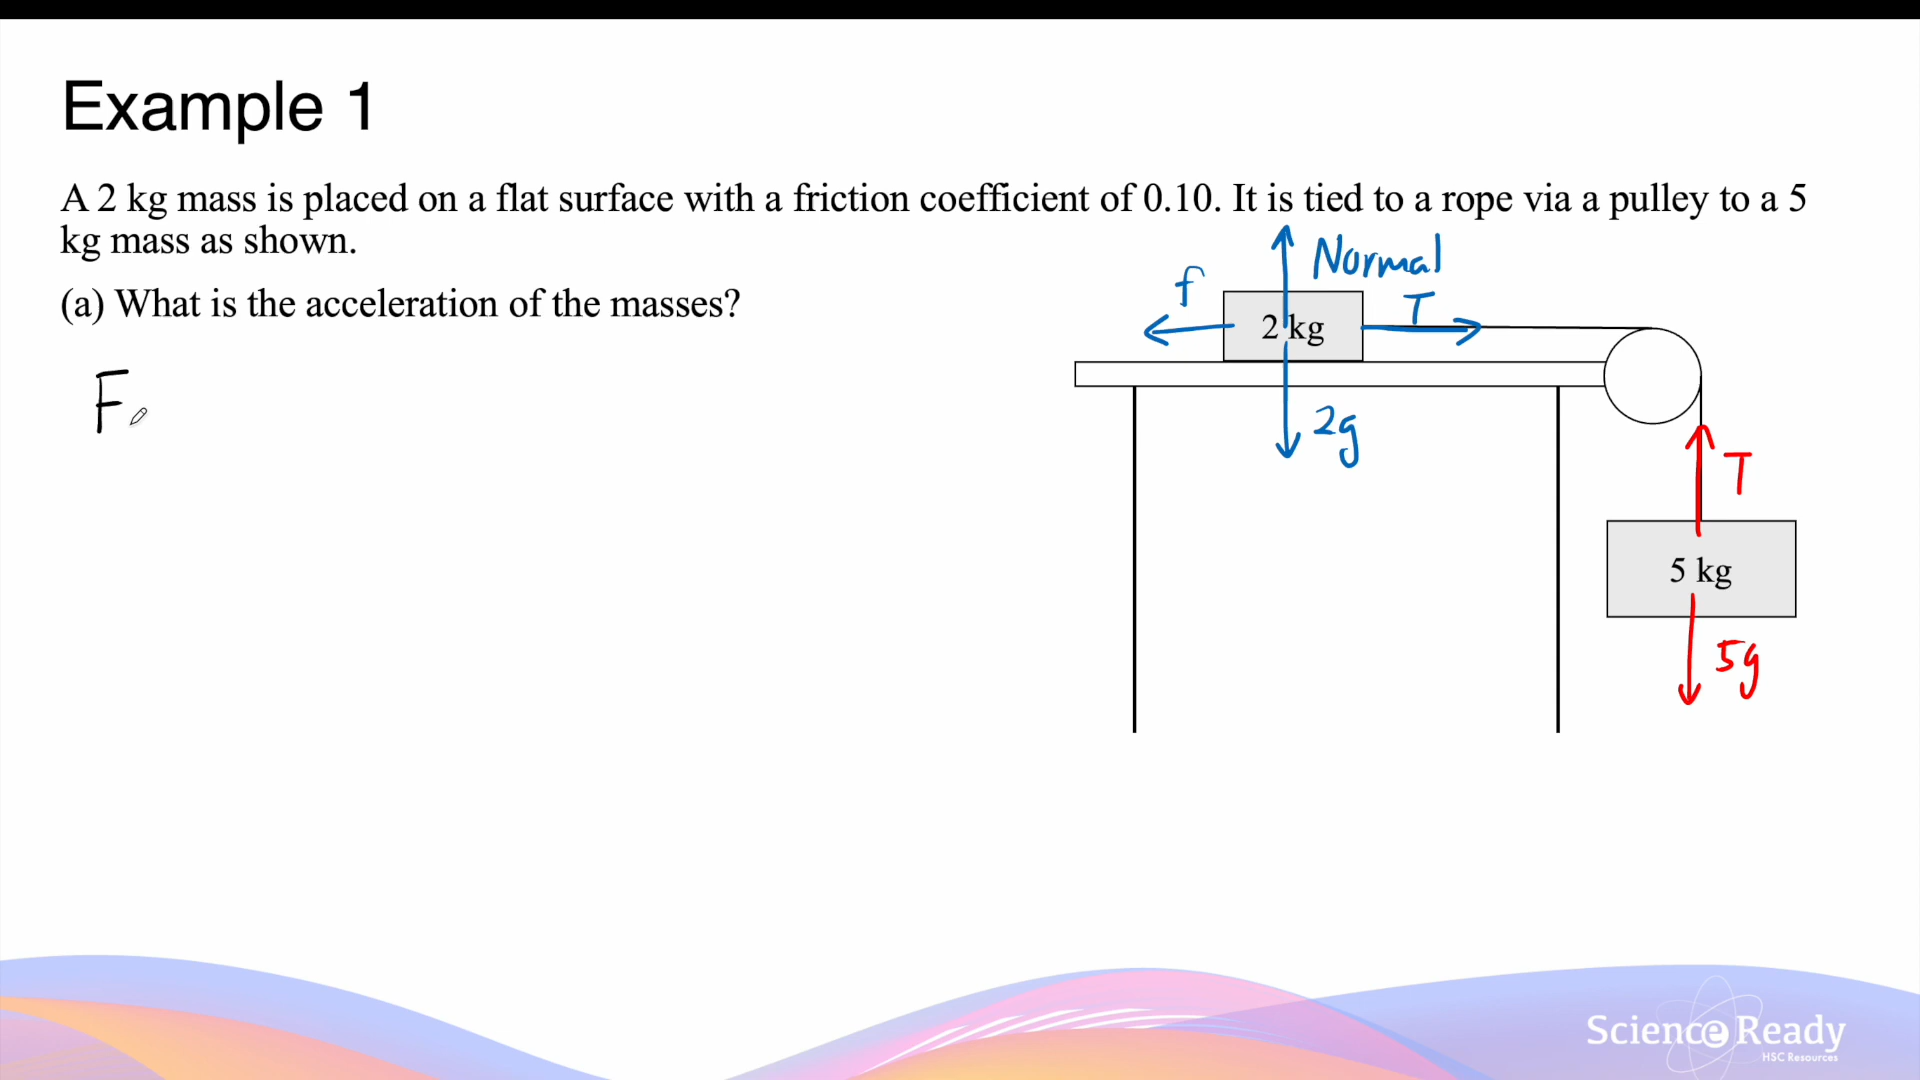 Example 1
A 2 kg mass is placed on a flat surface with a friction coefficient of 0.10. It is tied to a rope via a pulley to a 5
kg mass as shown.
(a) What is the acceleration of the masses?
Normal
f
T
2 kg
F
2g
T
5 kg
5g
Science Ready
HSC Resources